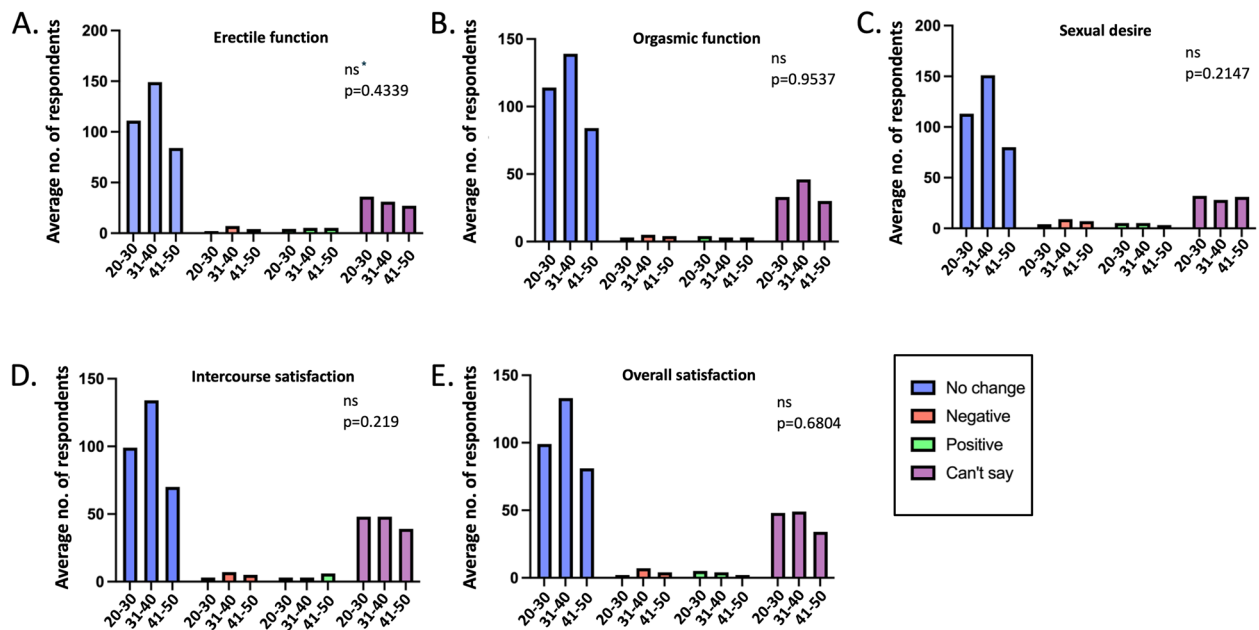 A.
Erectile function
ns*
p=0.4339
Average no. of respondents
200
150
100
50
0
20-30
31-40
41-50
20-30
31-40
41-50
20-30
31-40
41-50
20-30
31-40
41-50
B.
Orgasmic function
ns
p=0.9537
Average no. of respondents
150
100
50
0
20-30
31-40
41-50
20-30
31-40
41-50
20-30
31-40
41-50
20-30
31-40
41-50
C.
Sexual desire
ns
p=0.2147
Average no. of respondents
200
150
100
50
0
20-30
31-40
41-50
20-30
31-40
41-50
20-30
31-40
41-50
20-30
31-40
41-50
D.
Intercourse satisfaction
ns
p=0.219
Average no. of respondents
150
100
50
0
20-30
31-40
41-50
20-30
31-40
41-50
20-30
31-40
41-50
20-30
31-40
41-50
E.
Overall satisfaction
ns
p=0.6804
Average no. of respondents
150
100
50
0
20-30
31-40
41-50
20-30
31-40
41-50
20-30
31-40
41-50
20-30
31-40
41-50
No change
Negative
Positive
Can't say